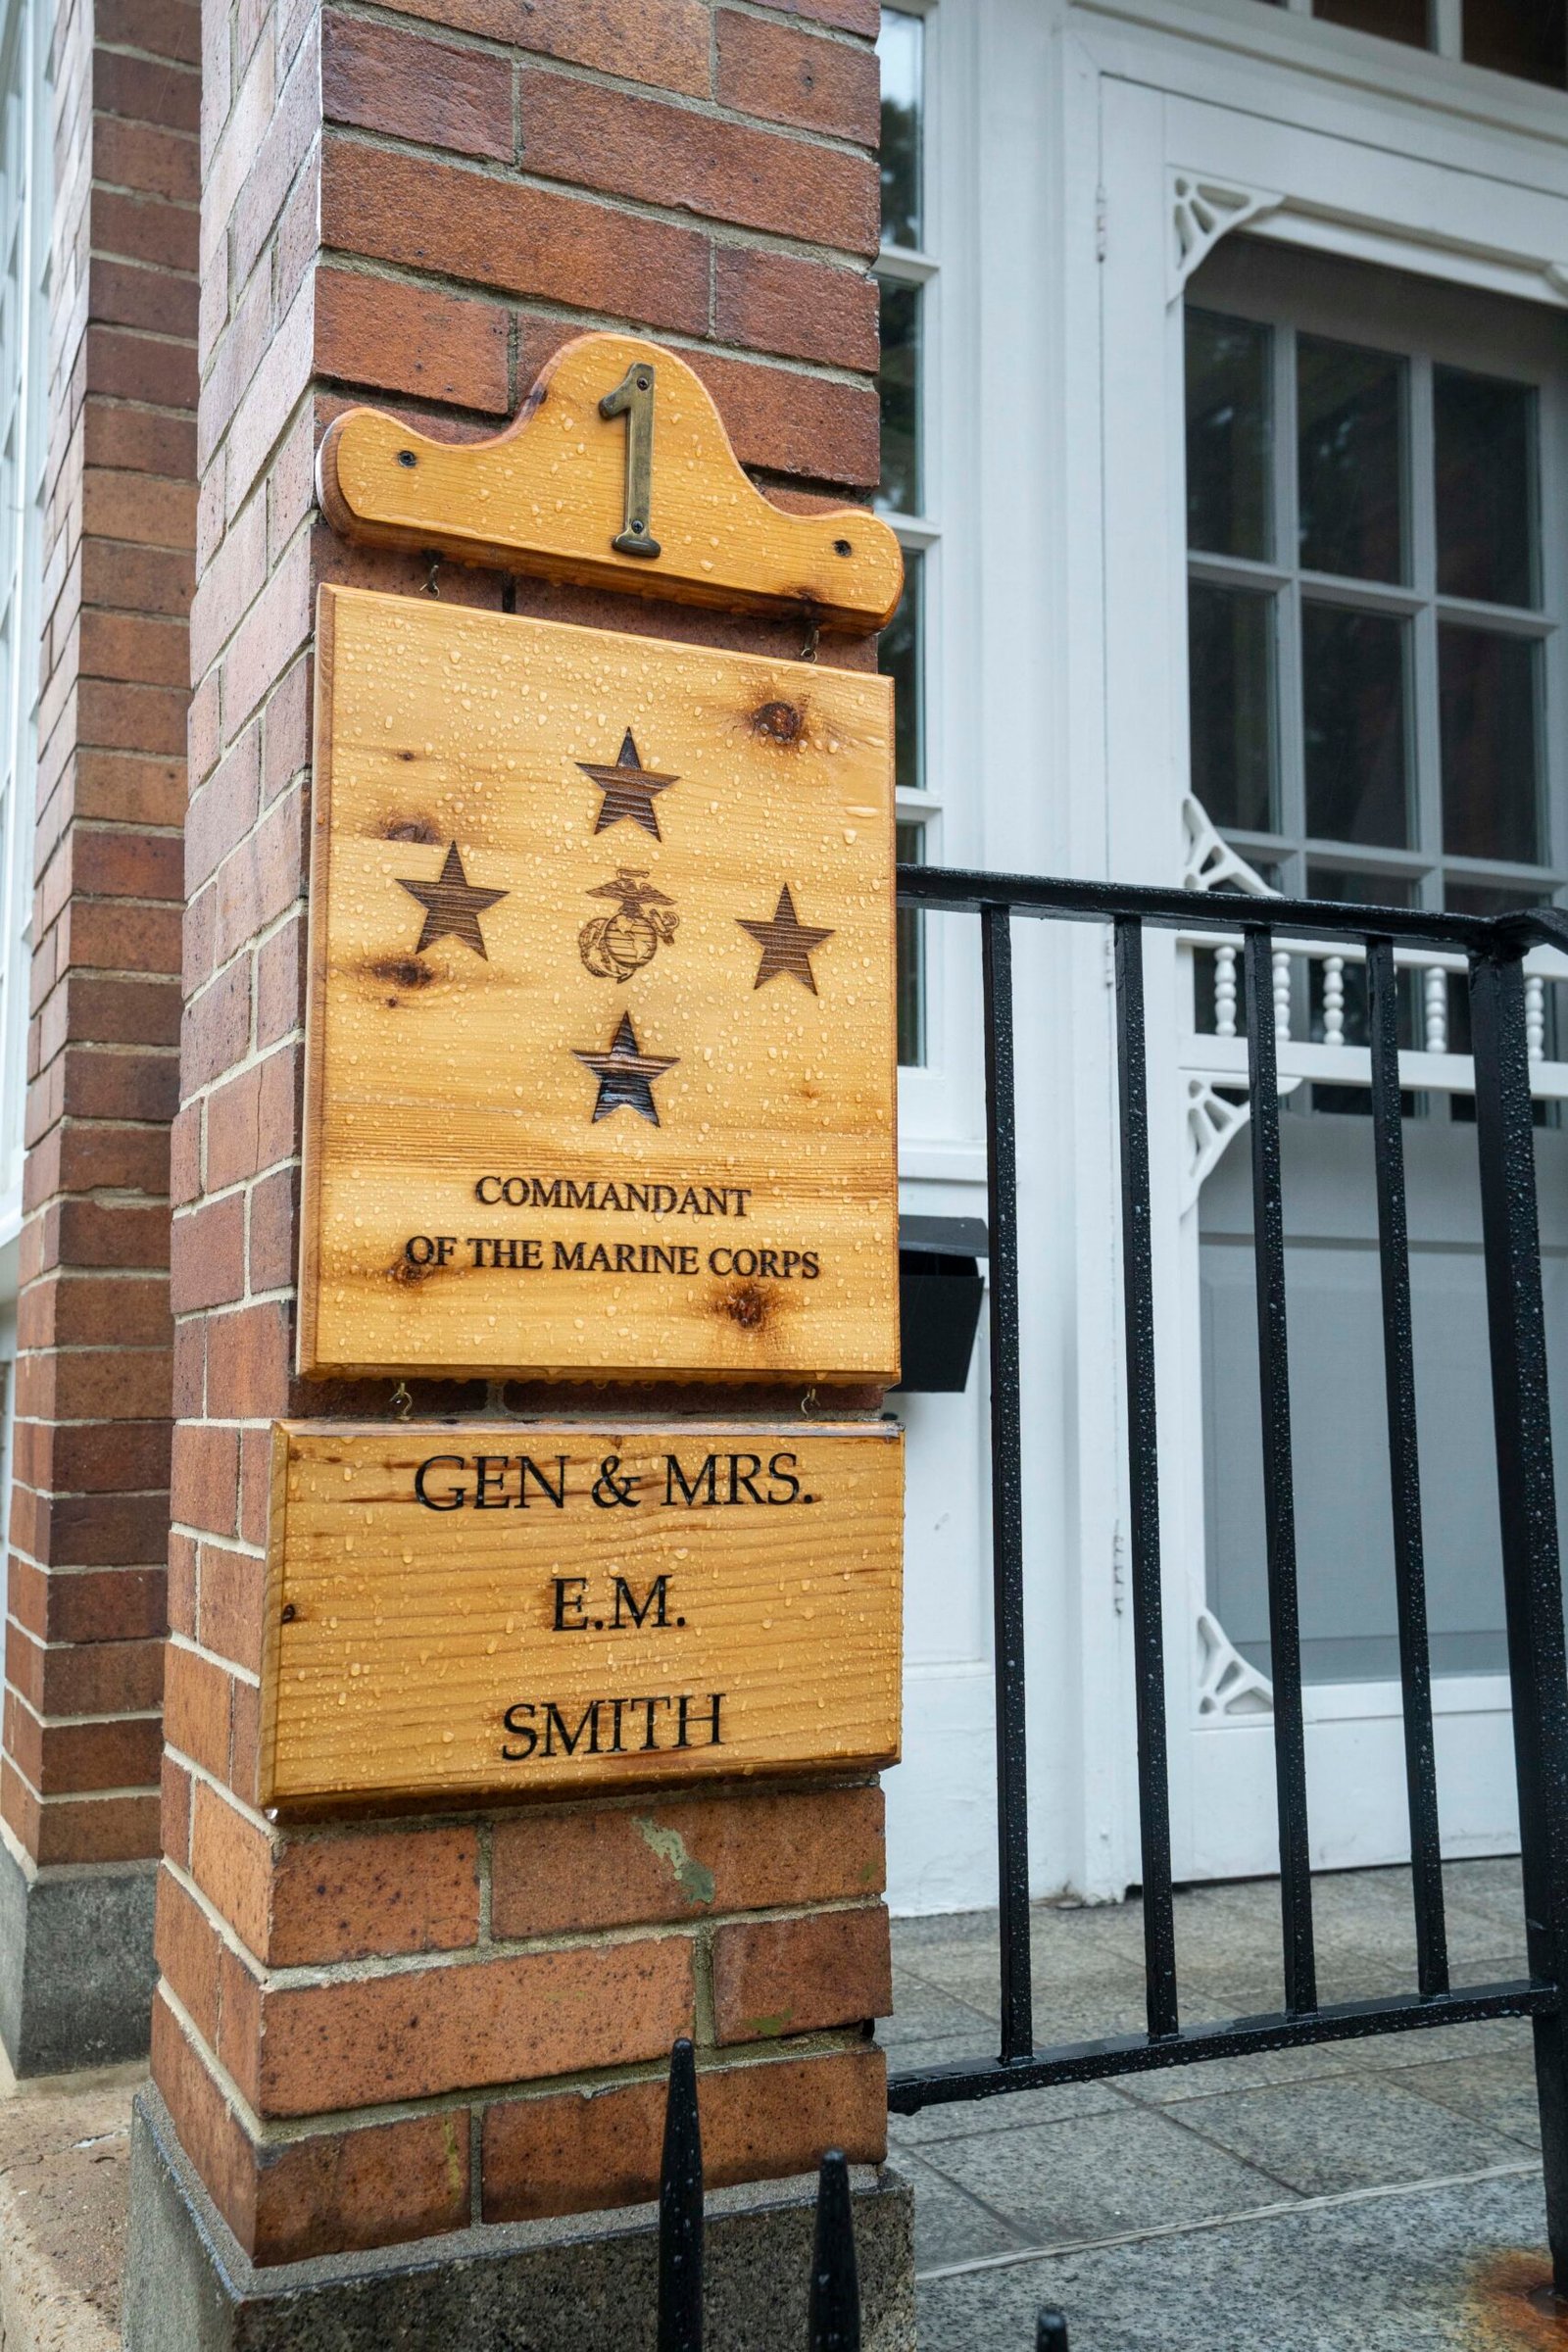 1
COMMANDANT
OF THE MARINE CORPS
GEN & MRS.
E.M.
SMITH